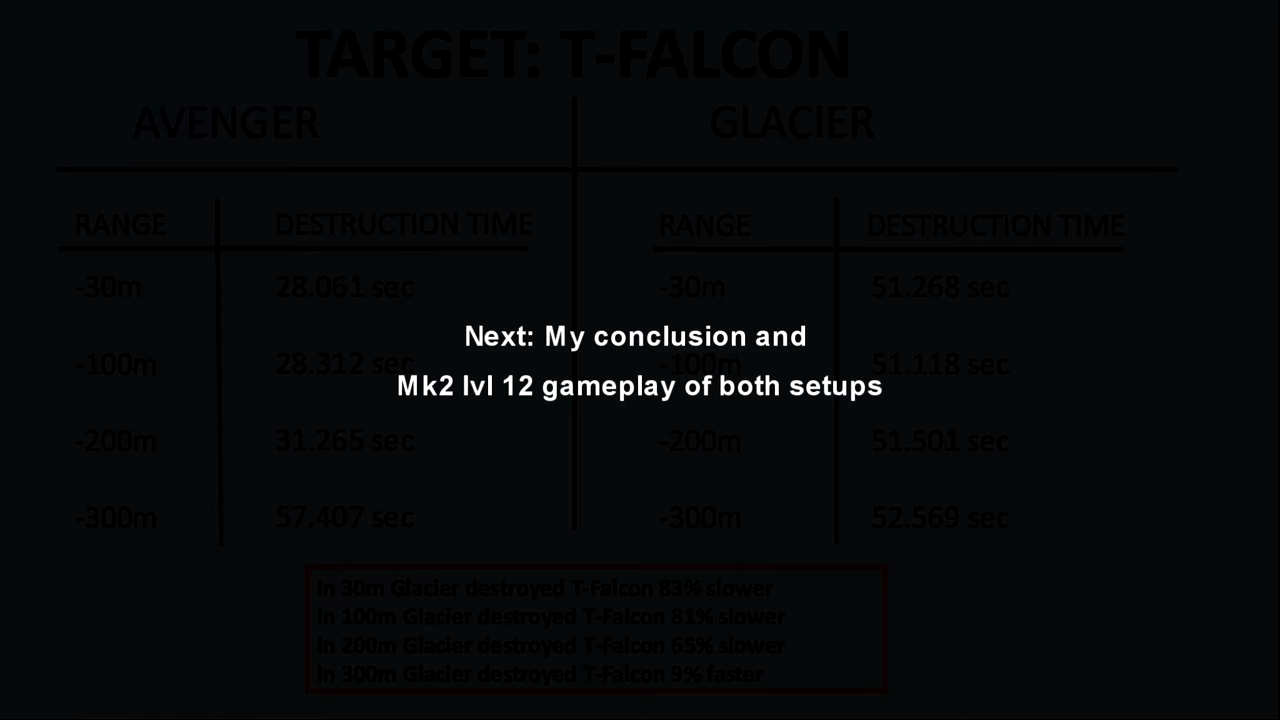 TARGET: T-FALCON
AVENGER GLACIER
RANGE DESTRUCTION TIME RANGE DESTRUCTION TIME
-30m 28.061 sec -30m 51.268 sec
Next: My conclusion and
-100m 28.312 sec -100m 51.118 sec
Mk2 lvl 12 gameplay of both setups
-200m 31.265 sec -200m 51.501 sec
-300m 57.407 sec -300m 52.569 sec
In 30m Glacier destroyed T-Falcon 83% slower
In 100m Glacier destroyed T-Falcon 81% slower
In 200m Glacier destroyed T-Falcon 65% slower
In 300m Glacier destroyed T-Falcon 9% faster